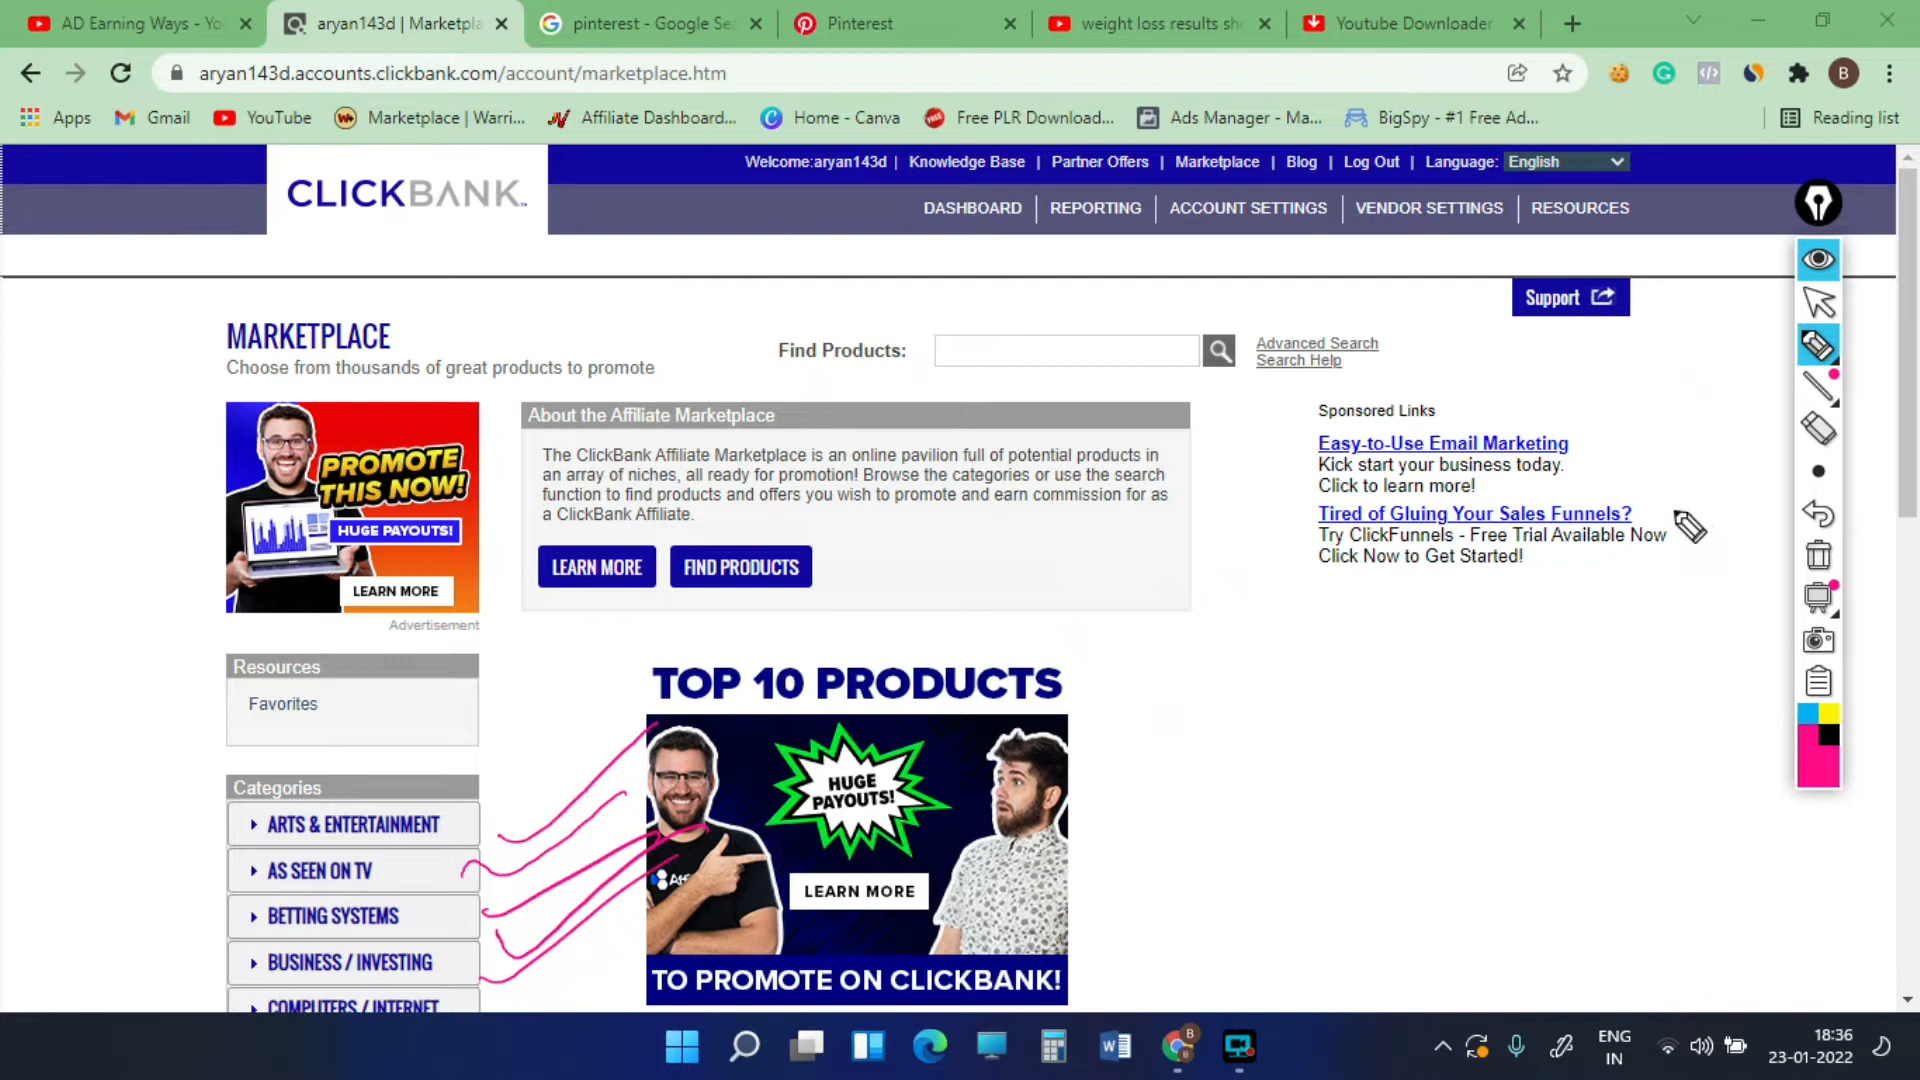 AD Earning Ways - Yo
aryan143d | Marketpla
pinterest - Google Sea
Pinterest
weight loss results sh
Youtube Downloader
aryan143d.accounts.clickbank.com/account/marketplace.htm
B
Apps
Gmail
YouTube
Marketplace | Warri...
Affiliate Dashboard...
Home - Canva
Free PLR Download...
Ads Manager - Ma...
BigSpy - #1 Free Ad...
Reading list
Welcome:aryan143d | Knowledge Base | Partner Offers | Marketplace | Blog | Log Out | Language: English
CLICKBANK
DASHBOARD | REPORTING | ACCOUNT SETTINGS | VENDOR SETTINGS | RESOURCES
Support
MARKETPLACE
Choose from thousands of great products to promote
Find Products:
Advanced Search
Search Help
PROMOTE
THIS NOW!
HUGE PAYOUTS!
LEARN MORE
Advertisement
About the Affiliate Marketplace
The ClickBank Affiliate Marketplace is an online pavilion full of potential products in
an array of niches, all ready for promotion! Browse the categories or use the search
function to find products and offers you wish to promote and earn commission for as
a ClickBank Affiliate.
LEARN MORE
FIND PRODUCTS
Sponsored Links
Easy-to-Use Email Marketing
Kick start your business today.
Click to learn more!
Tired of Gluing Your Sales Funnels?
Try ClickFunnels - Free Trial Available Now
Click Now to Get Started!
Resources
Favorites
Categories
ARTS & ENTERTAINMENT
AS SEEN ON TV
BETTING SYSTEMS
BUSINESS / INVESTING
COMPUTERS / INTERNET
TOP 10 PRODUCTS
HUGE
PAYOUTS!
LEARN MORE
TO PROMOTE ON CLICKBANK!
ENG
IN
18:36
23-01-2022